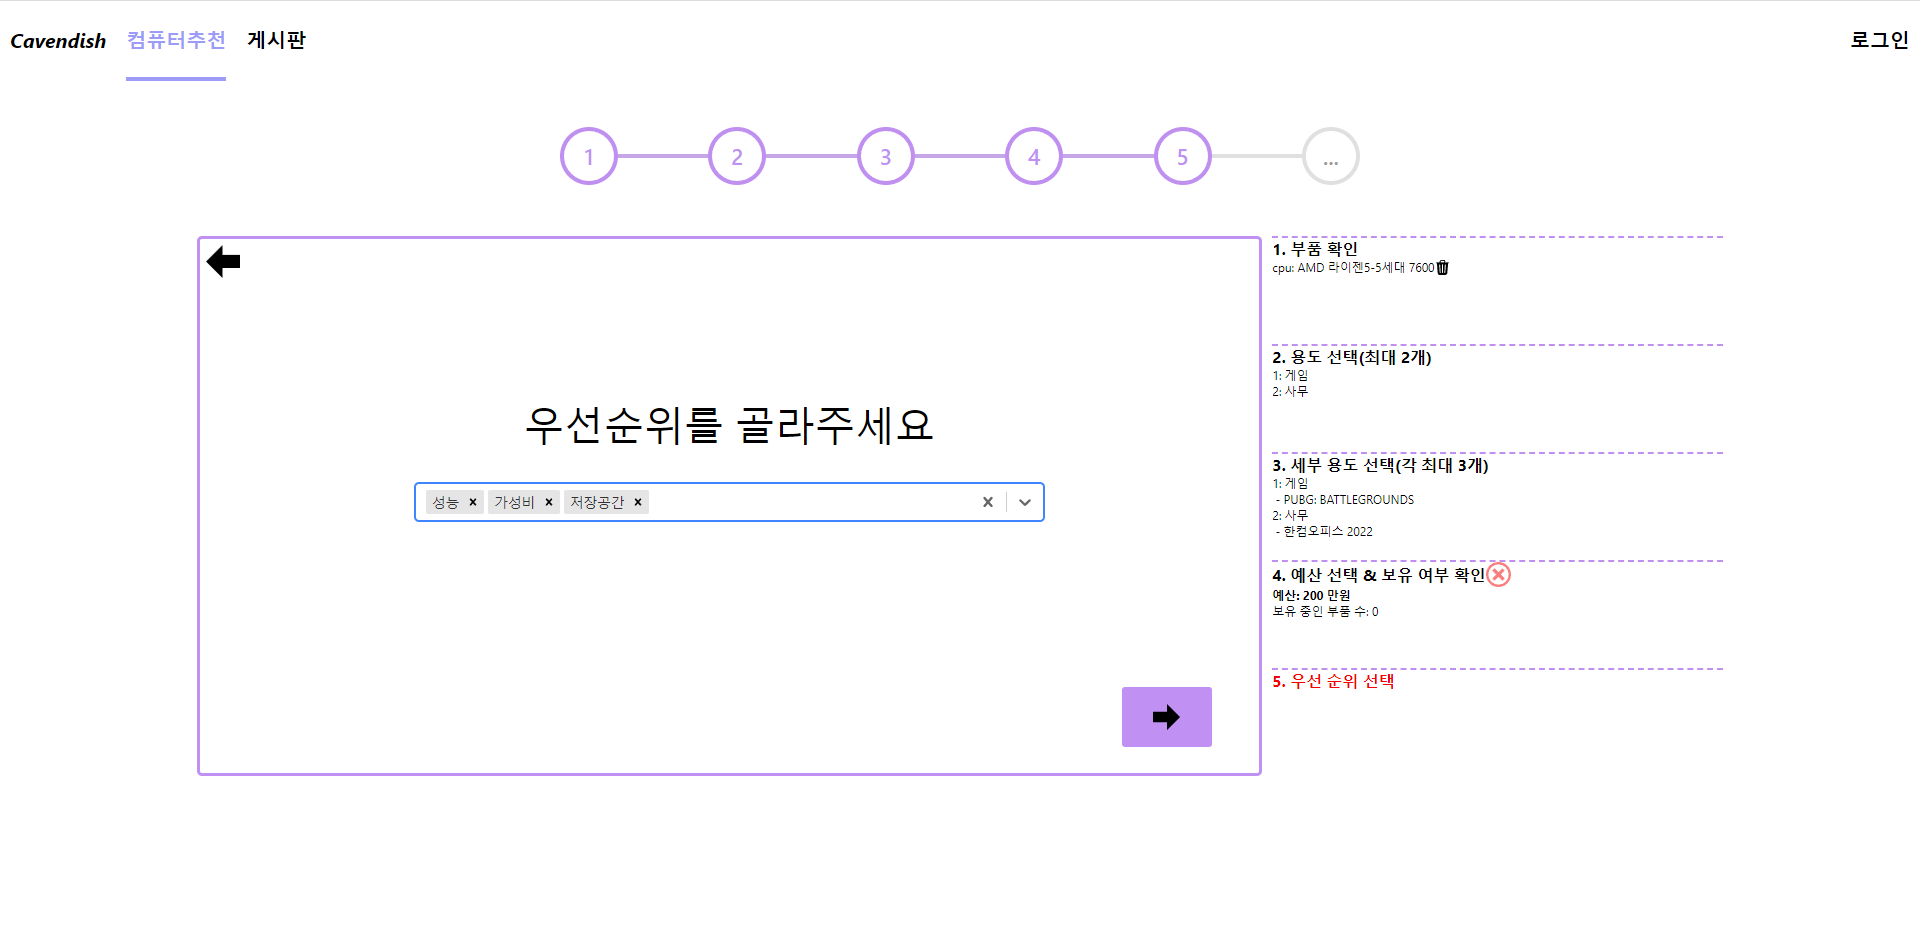 Cavendish 컴퓨터추천 게시판 로그인
1 2 3 4 5 ...
우선순위를 골라주세요
성능 가성비 저장공간
1. 부품 확인
cpu: AMD 라이젠5-5세대 7600
2. 용도 선택(최대 2개)
1: 게임
2: 사무
3. 세부 용도 선택(각 최대 3개)
1: 게임
- PUBG: BATTLEGROUNDS
2: 사무
- 한컴오피스 2022
4. 예산 선택 & 보유 여부 확인
예산: 200 만원
보유 중인 부품 수: 0
5. 우선 순위 선택